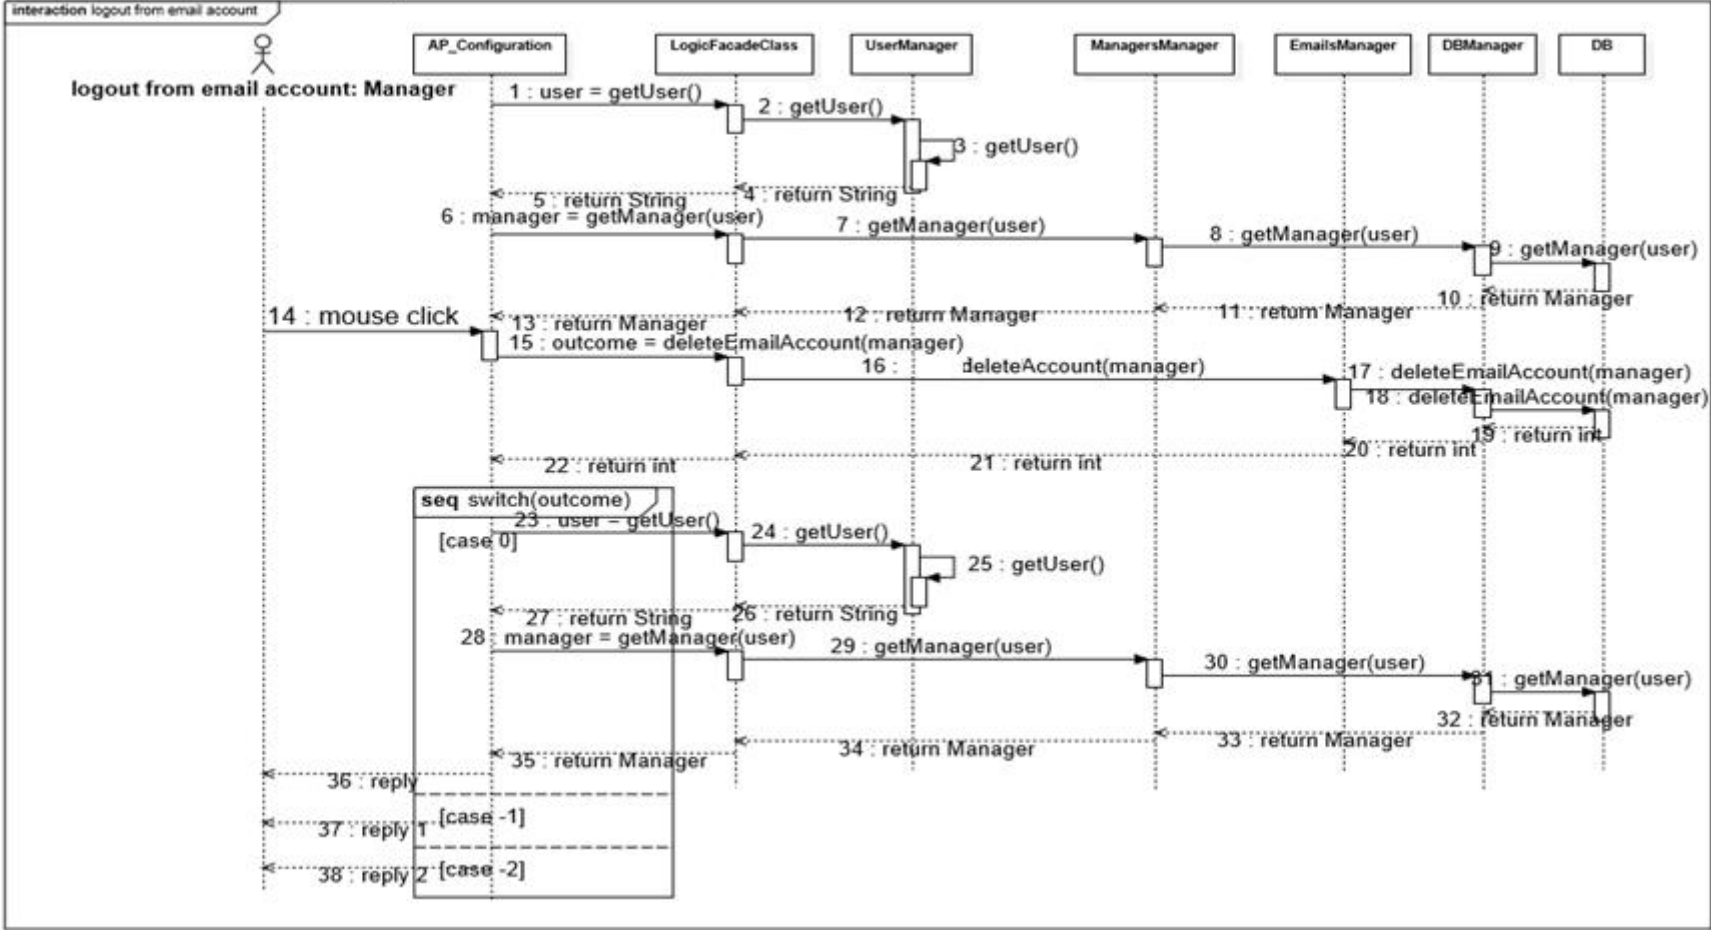 interaction logout from email account
AP_Configuration
LogicFacadeClass
UserManager
ManagersManager
EmailsManager
DBManager
DB
logout from email account: Manager
1 : user = getUser()
2 : getUser()
3 : getUser()
4 : return String
5 : return String
6 : manager = getManager(user)
7 : getManager(user)
8 : getManager(user)
9 : getManager(user)
10 : return Manager
11 : return Manager
12 : return Manager
13 : return Manager
14 : mouse click
15 : outcome = deleteEmailAccount(manager)
16 : deleteAccount(manager)
17 : deleteEmailAccount(manager)
18 : deleteEmailAccount(manager)
19 : return int
20 : return int
21 : return int
22 : return int
seq switch(outcome)
23 : user = getUser()
[case 0]
24 : getUser()
25 : getUser()
26 : return String
27 : return String
28 : manager = getManager(user)
29 : getManager(user)
30 : getManager(user)
31 : getManager(user)
32 : return Manager
33 : return Manager
34 : return Manager
35 : return Manager
36 : reply
[case -1]
37 : reply 1
[case -2]
38 : reply 2